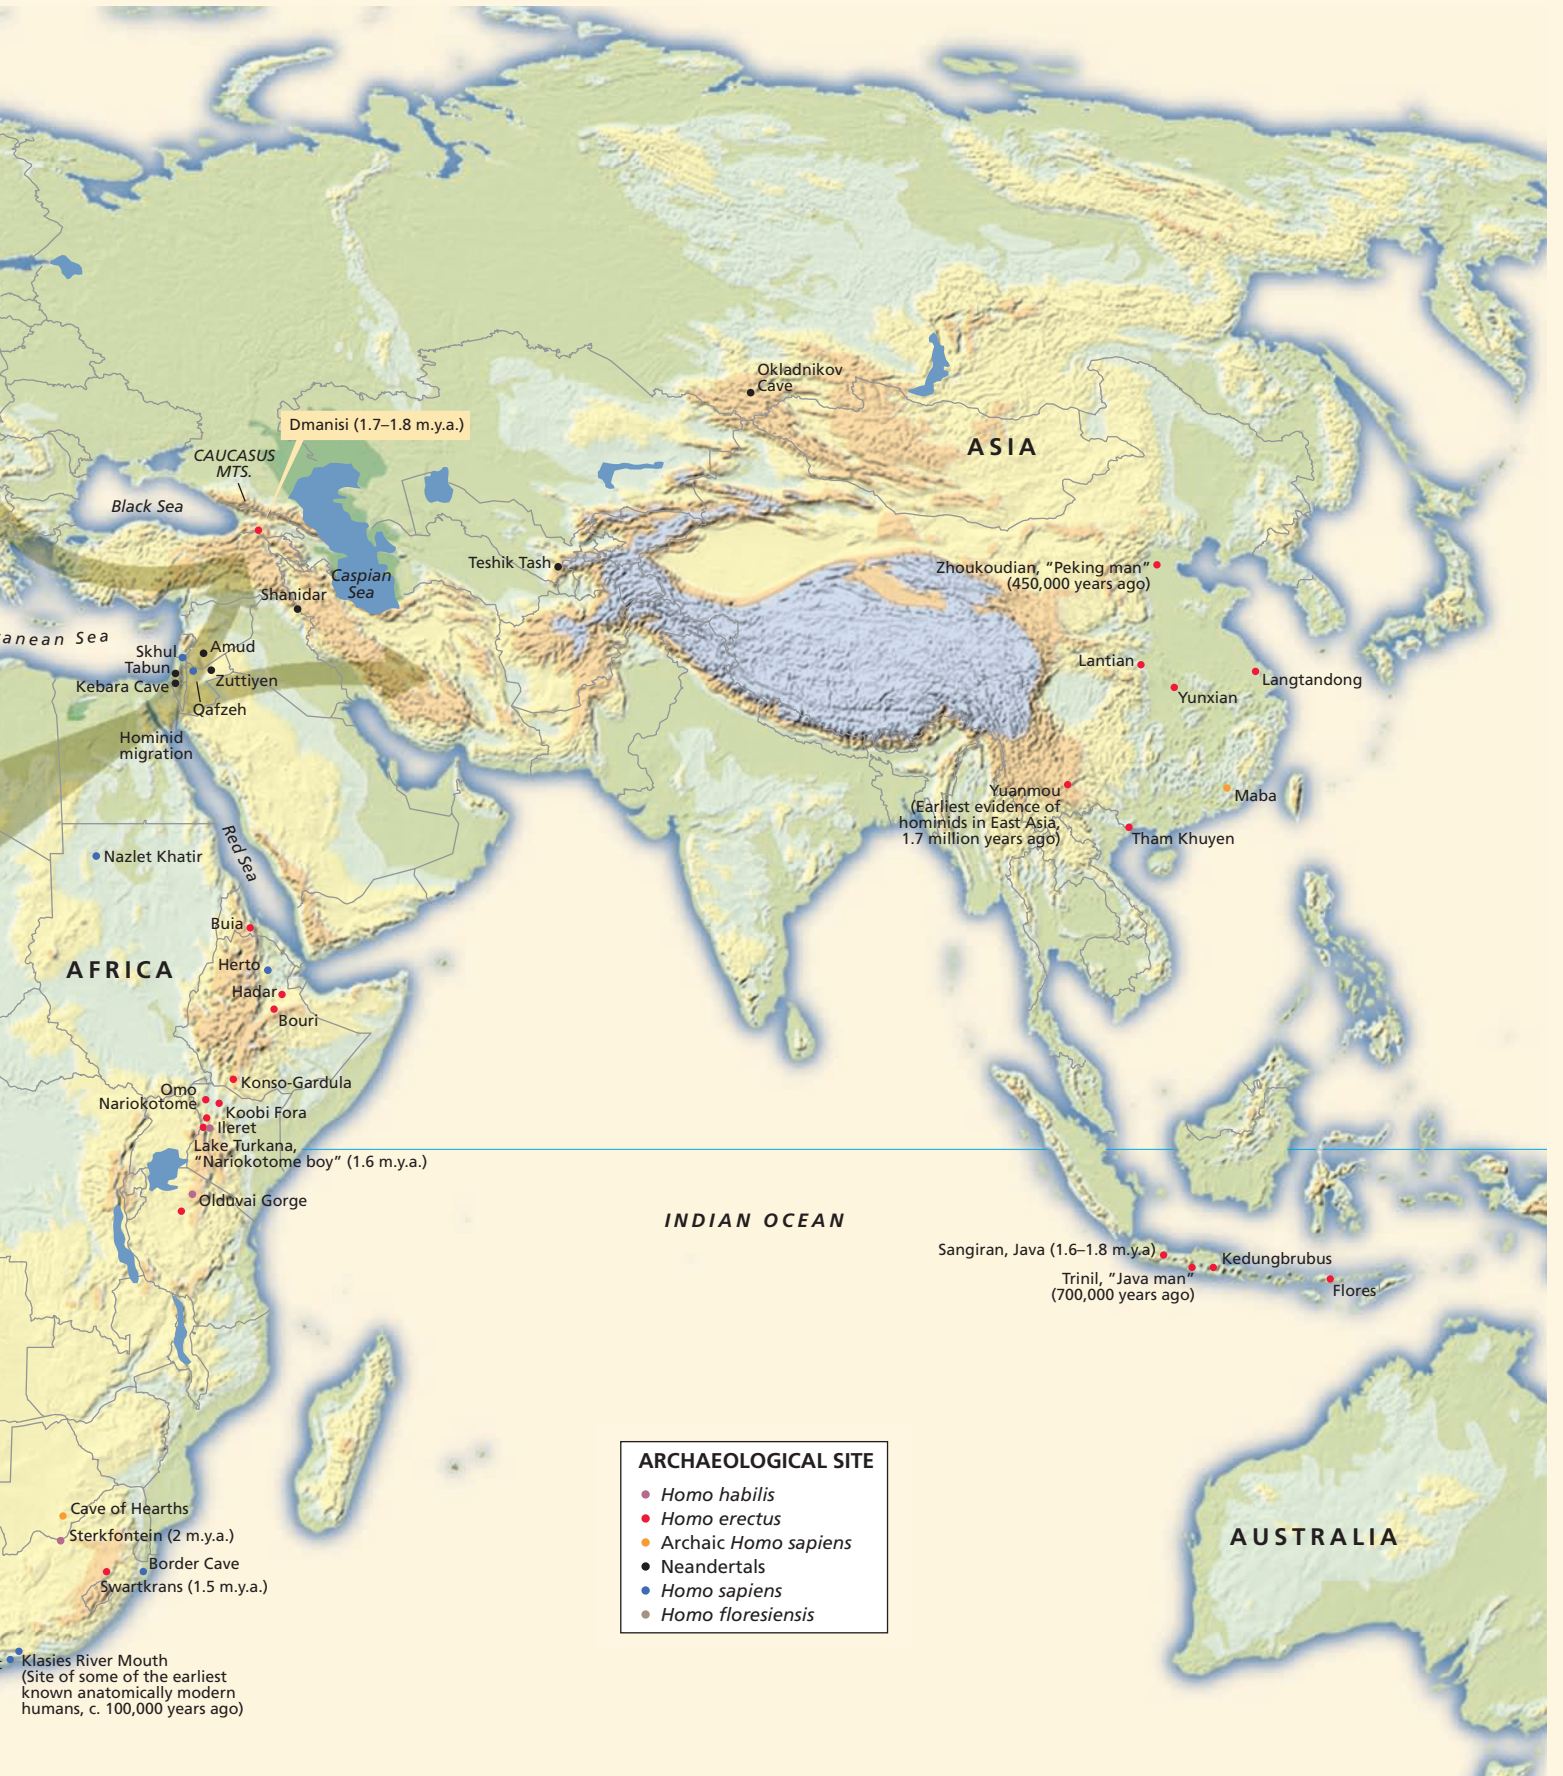 Okladnikov
Cave
Dmanisi (1.7–1.8 m.y.a.)
ASIA
CAUCASUS
MTS.
Black Sea
Caspian
Sea
Teshik Tash
Zhoukoudian, “Peking man”
(450,000 years ago)
Shanidar
anean Sea
Skhul
Amud
Tabun
Kebara Cave
Zuttiyen
Qafzeh
Lantian
Yunxian
Langtandong
Hominid
migration
Yuanmou
(Earliest evidence of
hominids in East Asia,
1.7 million years ago)
Maba
Tham Khuyen
Red Sea
Nazlet Khatir
Buia
AFRICA
Herto
Hadar
Bouri
Konso-Gardula
Omo
Nariokotome
Koobi Fora
Ileret
Lake Turkana,
“Nariokotome boy” (1.6 m.y.a.)
Olduvai Gorge
INDIAN OCEAN
Sangiran, Java (1.6–1.8 m.y.a)
Kedungbrubus
Trinil, “Java man”
(700,000 years ago)
Flores
ARCHAEOLOGICAL SITE
Homo habilis
Homo erectus
Archaic Homo sapiens
Neandertals
Homo sapiens
Homo floresiensis
AUSTRALIA
Cave of Hearths
Sterkfontein (2 m.y.a.)
Border Cave
Swartkrans (1.5 m.y.a.)
Klasies River Mouth
(Site of some of the earliest
known anatomically modern
humans, c. 100,000 years ago)